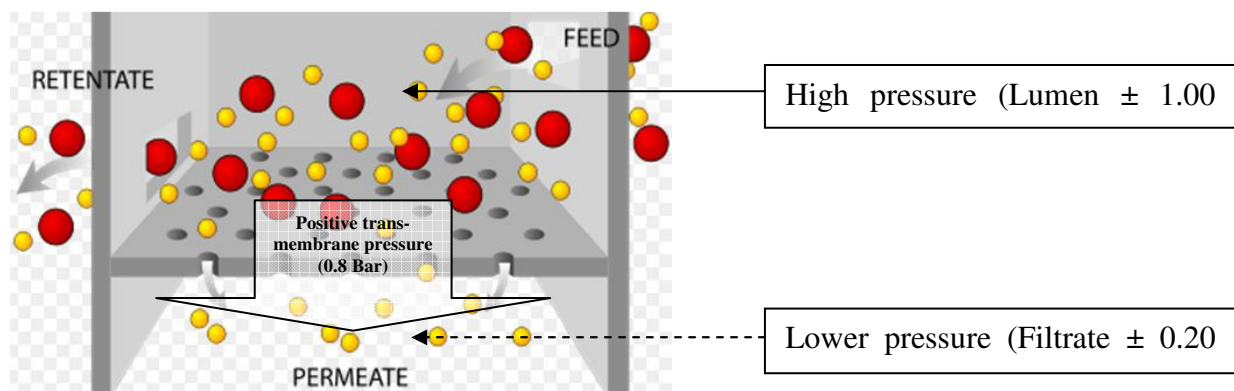 FEED
RETENTATE
High pressure (Lumen ± 1.00
Positive trans-
membrane pressure
(0.8 Bar)
Lower pressure (Filtrate ± 0.20
PERMEATE